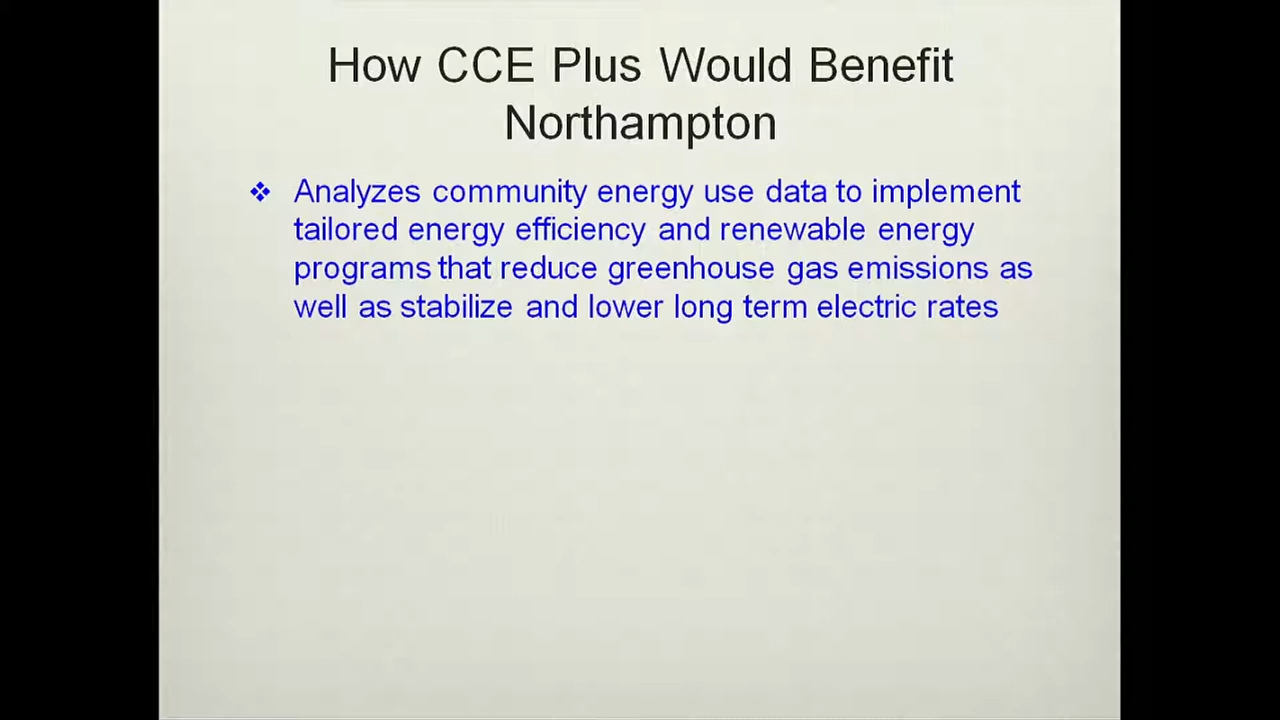 How CCE Plus Would Benefit
Northampton
❖ Analyzes community energy use data to implement
tailored energy efficiency and renewable energy
programs that reduce greenhouse gas emissions as
well as stabilize and lower long term electric rates